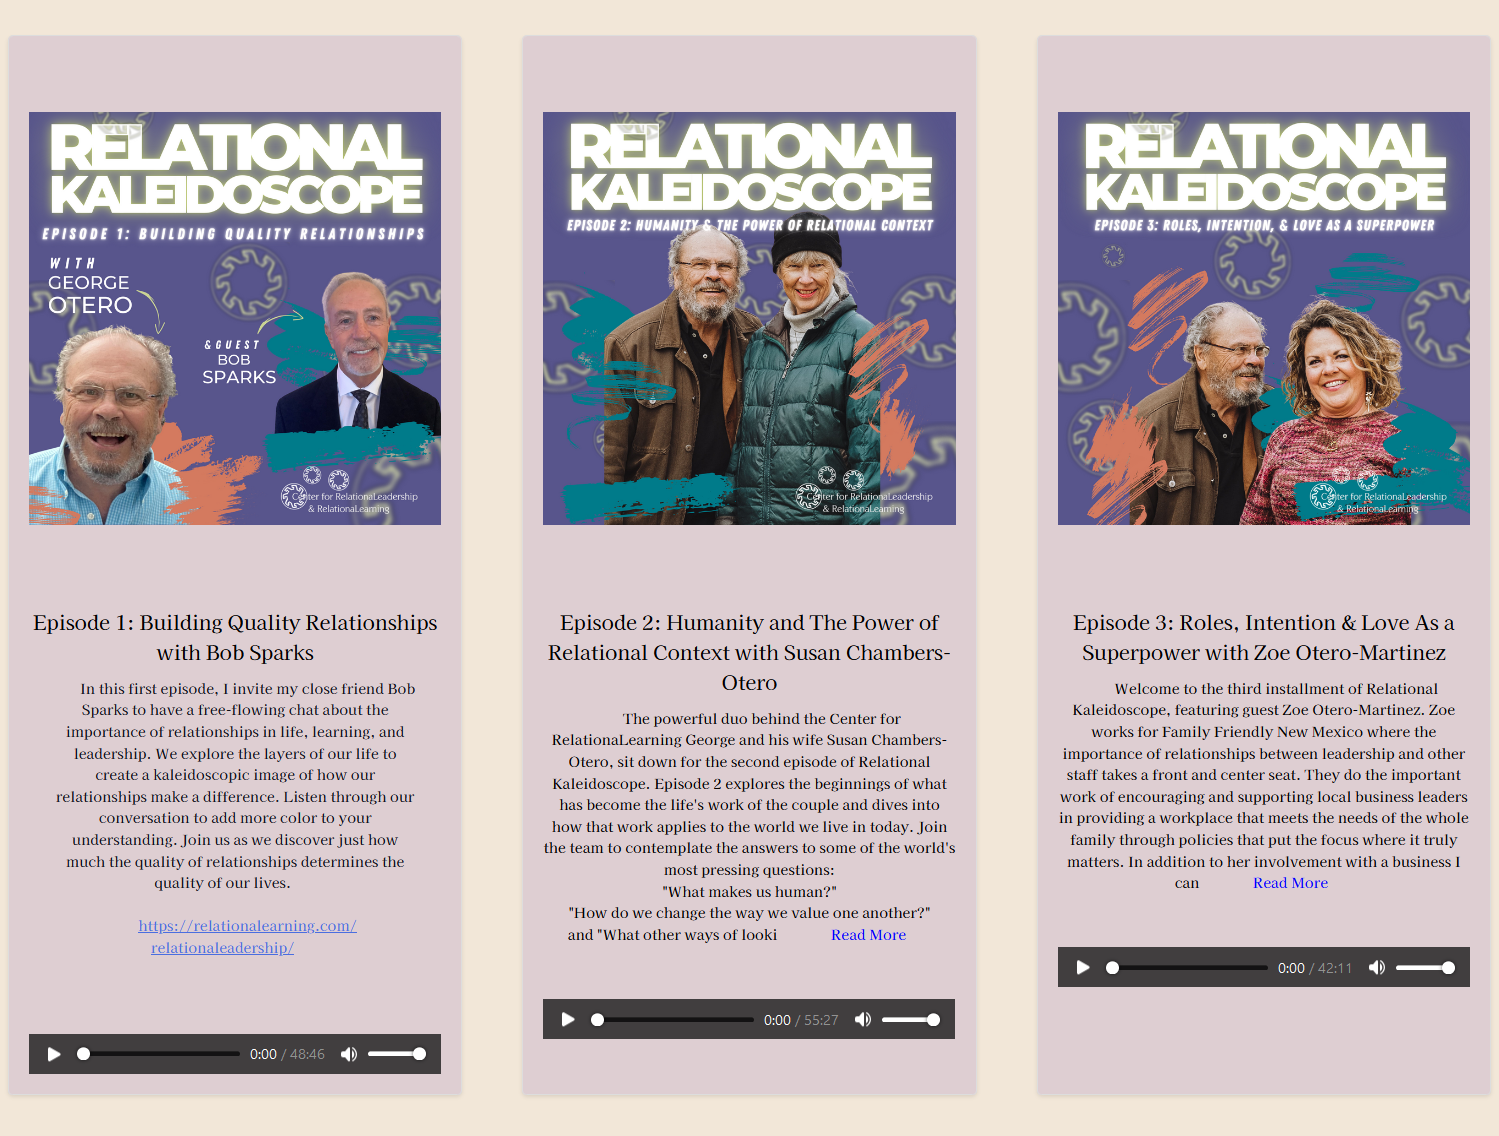 RELATIONAL
KALEIDOSCOPE
EPISODE 1: BUILDING QUALITY RELATIONSHIPS
WITH
GEORGE
OTERO
&GUEST
BOB
SPARKS
Center for RelationaLeadership
& RelationaLearning
Episode 1: Building Quality Relationships
with Bob Sparks
In this first episode, I invite my close friend Bob
Sparks to have a free-flowing chat about the
importance of relationships in life, learning, and
leadership. We explore the layers of our life to
create a kaleidoscopic image of how our
relationships make a difference. Listen through our
conversation to add more color to your
understanding. Join us as we discover just how
much the quality of relationships determines the
quality of our lives.
https://relationalearning.com/
relationaleadership/
0:00 / 48:46
RELATIONAL
KALEIDOSCOPE
EPISODE 2: HUMANITY & THE POWER OF RELATIONAL CONTEXT
Center for RelationaLeadership
& RelationaLearning
Episode 2: Humanity and The Power of
Relational Context with Susan Chambers-
Otero
The powerful duo behind the Center for
RelationaLearning George and his wife Susan Chambers-
Otero, sit down for the second episode of Relational
Kaleidoscope. Episode 2 explores the beginnings of what
has become the life's work of the couple and dives into
how that work applies to the world we live in today. Join
the team to contemplate the answers to some of the world's
most pressing questions:
"What makes us human?"
"How do we change the way we value one another?"
and "What other ways of looki Read More
0:00 / 55:27
RELATIONAL
KALEIDOSCOPE
EPISODE 3: ROLES, INTENTION, & LOVE AS A SUPERPOWER
Center for RelationaLeadership
& RelationaLearning
Episode 3: Roles, Intention & Love As a
Superpower with Zoe Otero-Martinez
Welcome to the third installment of Relational
Kaleidoscope, featuring guest Zoe Otero-Martinez. Zoe
works for Family Friendly New Mexico where the
importance of relationships between leadership and other
staff takes a front and center seat. They do the important
work of encouraging and supporting local business leaders
in providing a workplace that meets the needs of the whole
family through policies that put the focus where it truly
matters. In addition to her involvement with a business I
can Read More
0:00 / 42:11